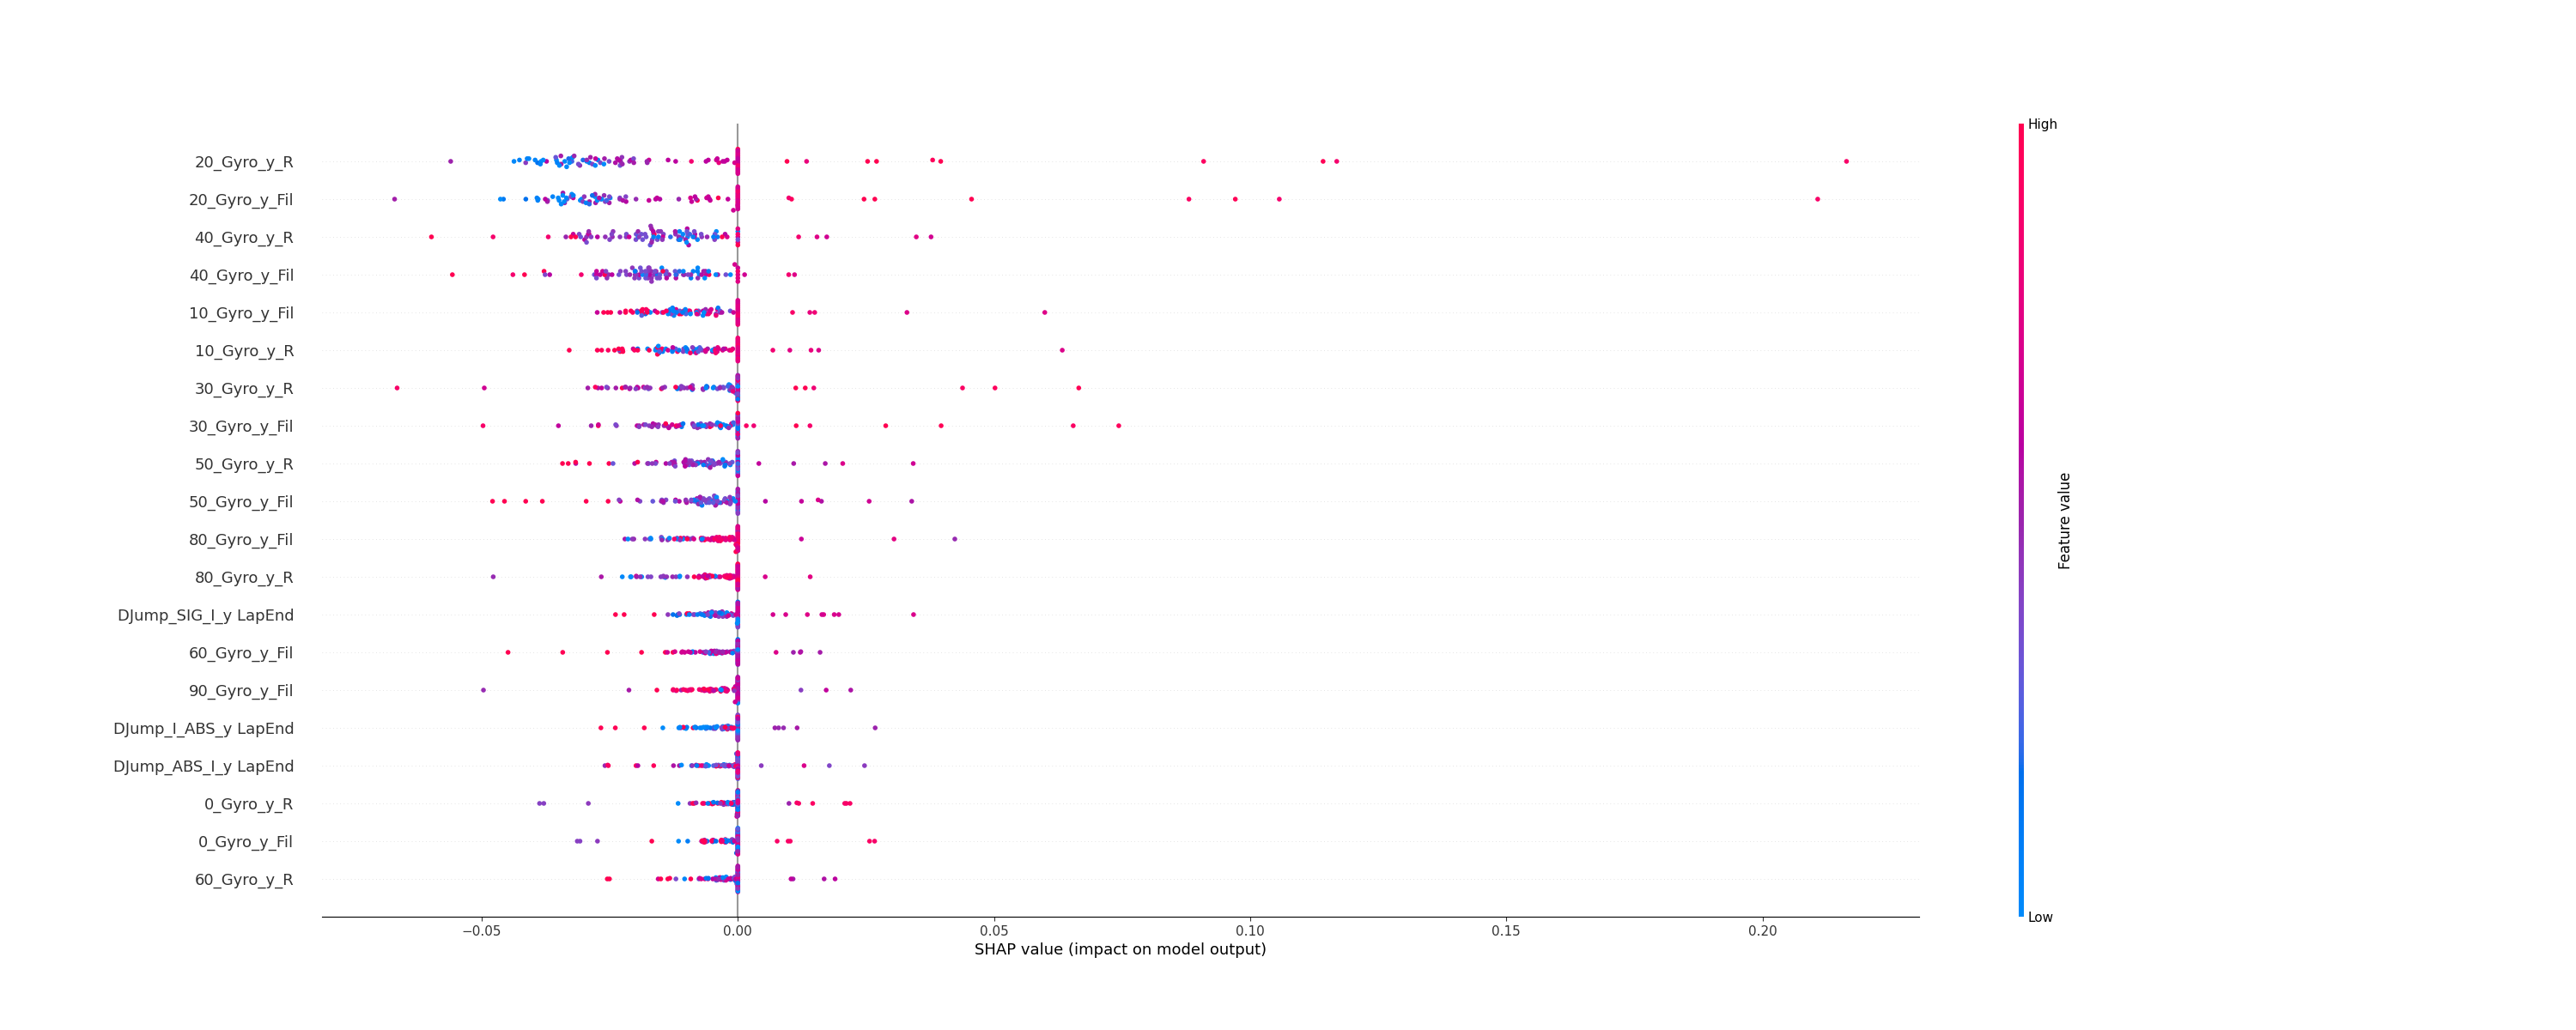 High
20_Gyro_y_R
20_Gyro_y_Fil
40_Gyro_y_R
40_Gyro_y_Fil
10_Gyro_y_Fil
10_Gyro_y_R
30_Gyro_y_R
30_Gyro_y_Fil
50_Gyro_y_R
50_Gyro_y_Fil
80_Gyro_y_Fil
80_Gyro_y_R
DJump_SIG_I_y LapEnd
60_Gyro_y_Fil
90_Gyro_y_Fil
DJump_I_ABS_y LapEnd
DJump_ABS_I_y LapEnd
0_Gyro_y_R
0_Gyro_y_Fil
60_Gyro_y_R
Feature value
Low
−0.05 0.00 0.05 0.10 0.15 0.20
SHAP value (impact on model output)